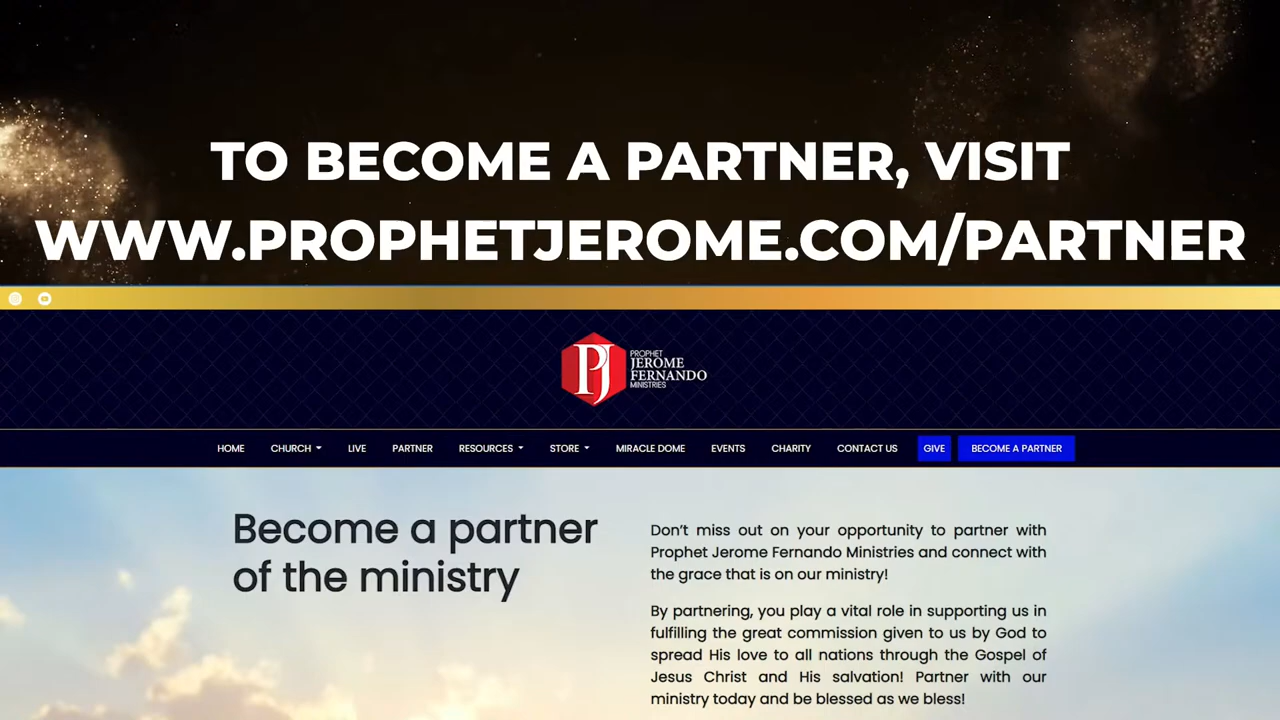 TO BECOME A PARTNER, VISIT
WWW.PROPHETJEROME.COM/PARTNER
PJ
PROPHET
JEROME
FERNANDO
MINISTRIES
HOME CHURCH LIVE PARTNER RESOURCES STORE MIRACLE DOME EVENTS CHARITY CONTACT US GIVE BECOME A PARTNER
Become a partner
of the ministry
Don't miss out on your opportunity to partner with
Prophet Jerome Fernando Ministries and connect with
the grace that is on our ministry!
By partnering, you play a vital role in supporting us in
fulfilling the great commission given to us by God to
spread His love to all nations through the Gospel of
Jesus Christ and His salvation! Partner with our
ministry today and be blessed as we bless!